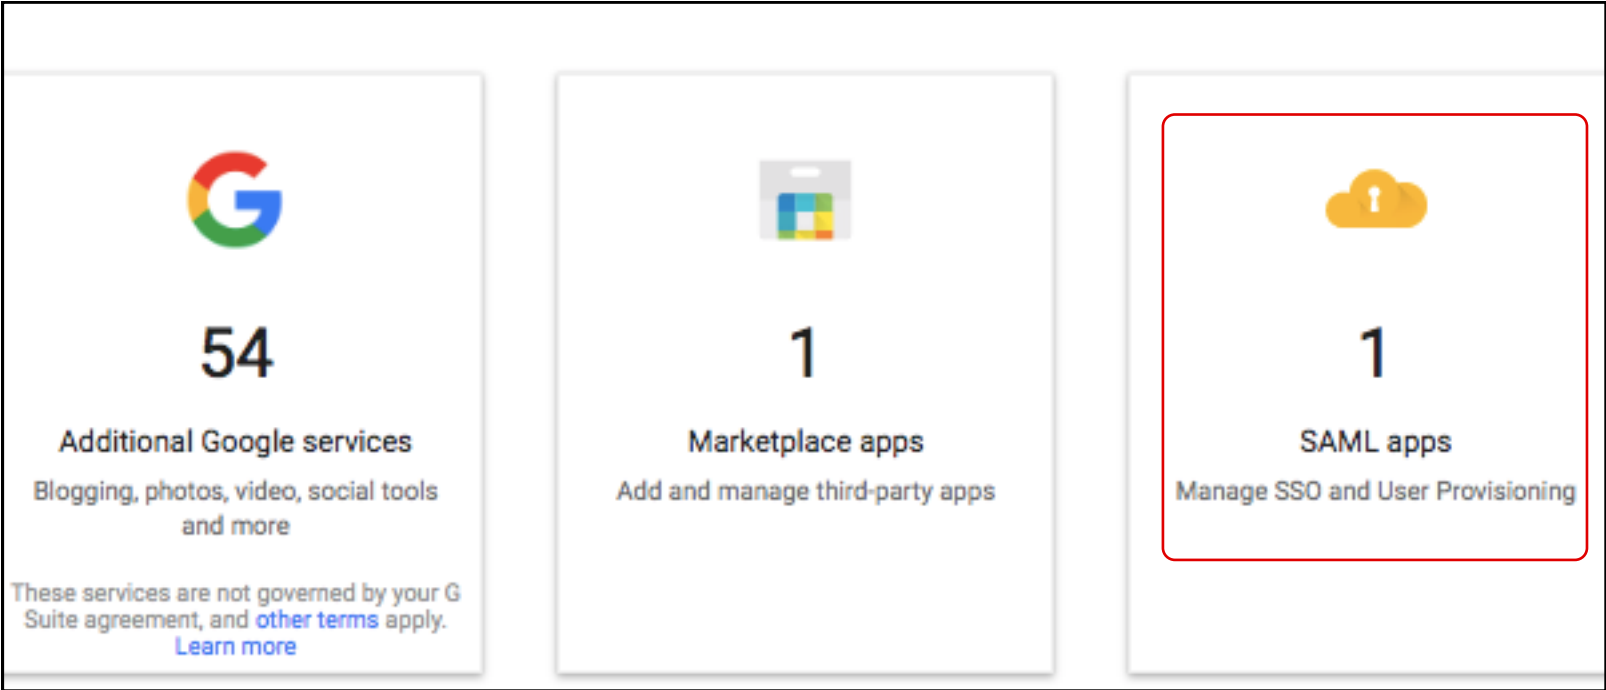 54
Additional Google services
Blogging, photos, video, social tools
and more
These services are not governed by your G
Suite agreement, and other terms apply.
Learn more
1
Marketplace apps
Add and manage third-party apps
1
SAML apps
Manage SSO and User Provisioning